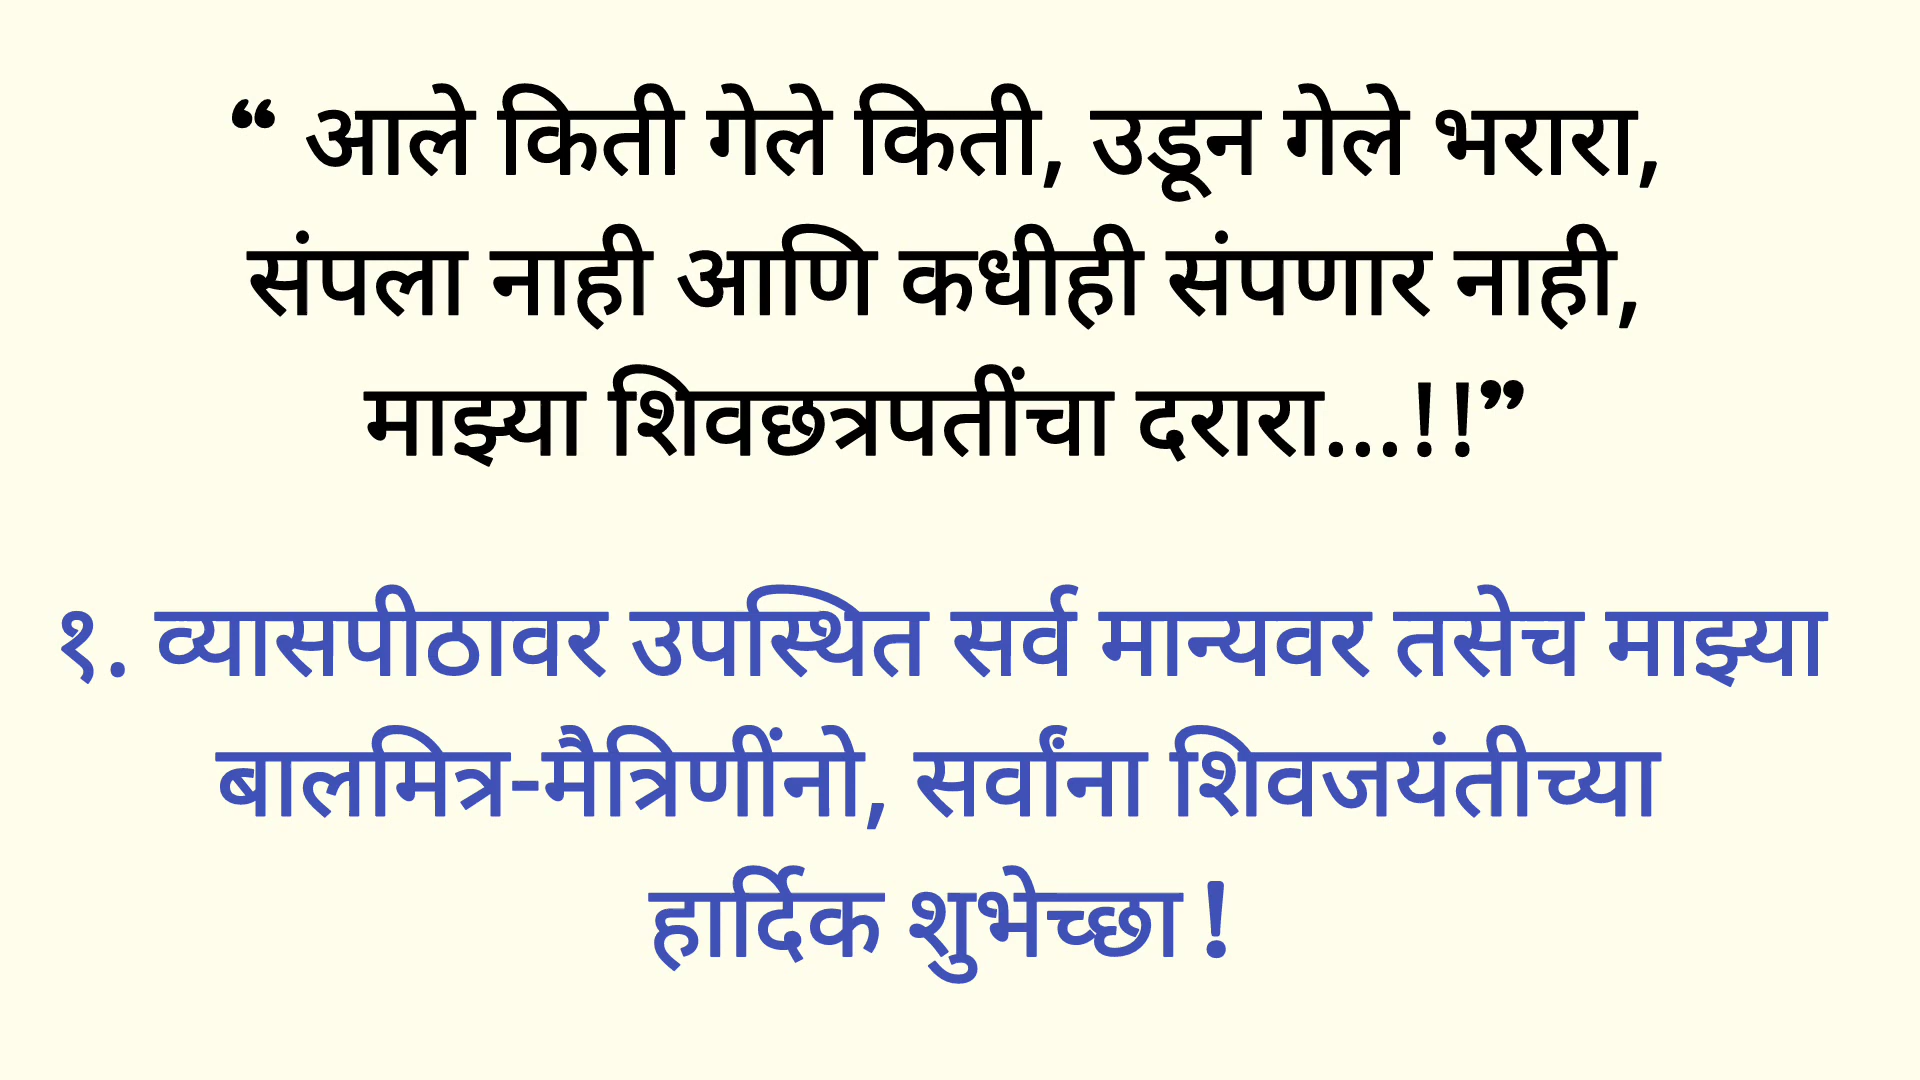 “ आले किती गेले किती, उडून गेले भरारा,
संपला नाही आणि कधीही संपणार नाही,
माझ्या शिवछत्रपतींचा दरारा...!!”
१. व्यासपीठावर उपस्थित सर्व मान्यवर तसेच माझ्या
बालमित्र-मैत्रिणींनो, सर्वांना शिवजयंतीच्या
हार्दिक शुभेच्छा !